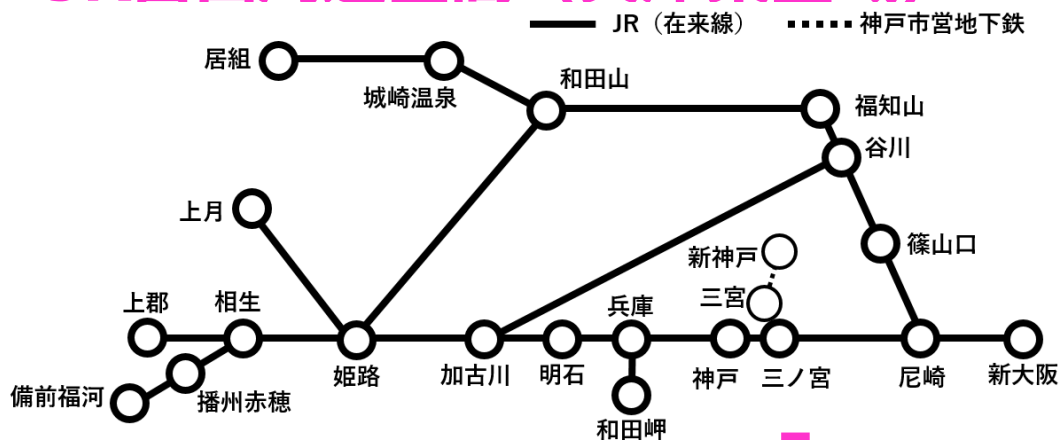 JR（在来線）
神戸市営地下鉄
居組
城崎温泉
和田山
福知山
谷川
上月
篠山口
新神戸
三宮
上郡
相生
兵庫
姫路
加古川
明石
神戸
三ノ宮
尼崎
新大阪
備前福河
播州赤穂
和田岬